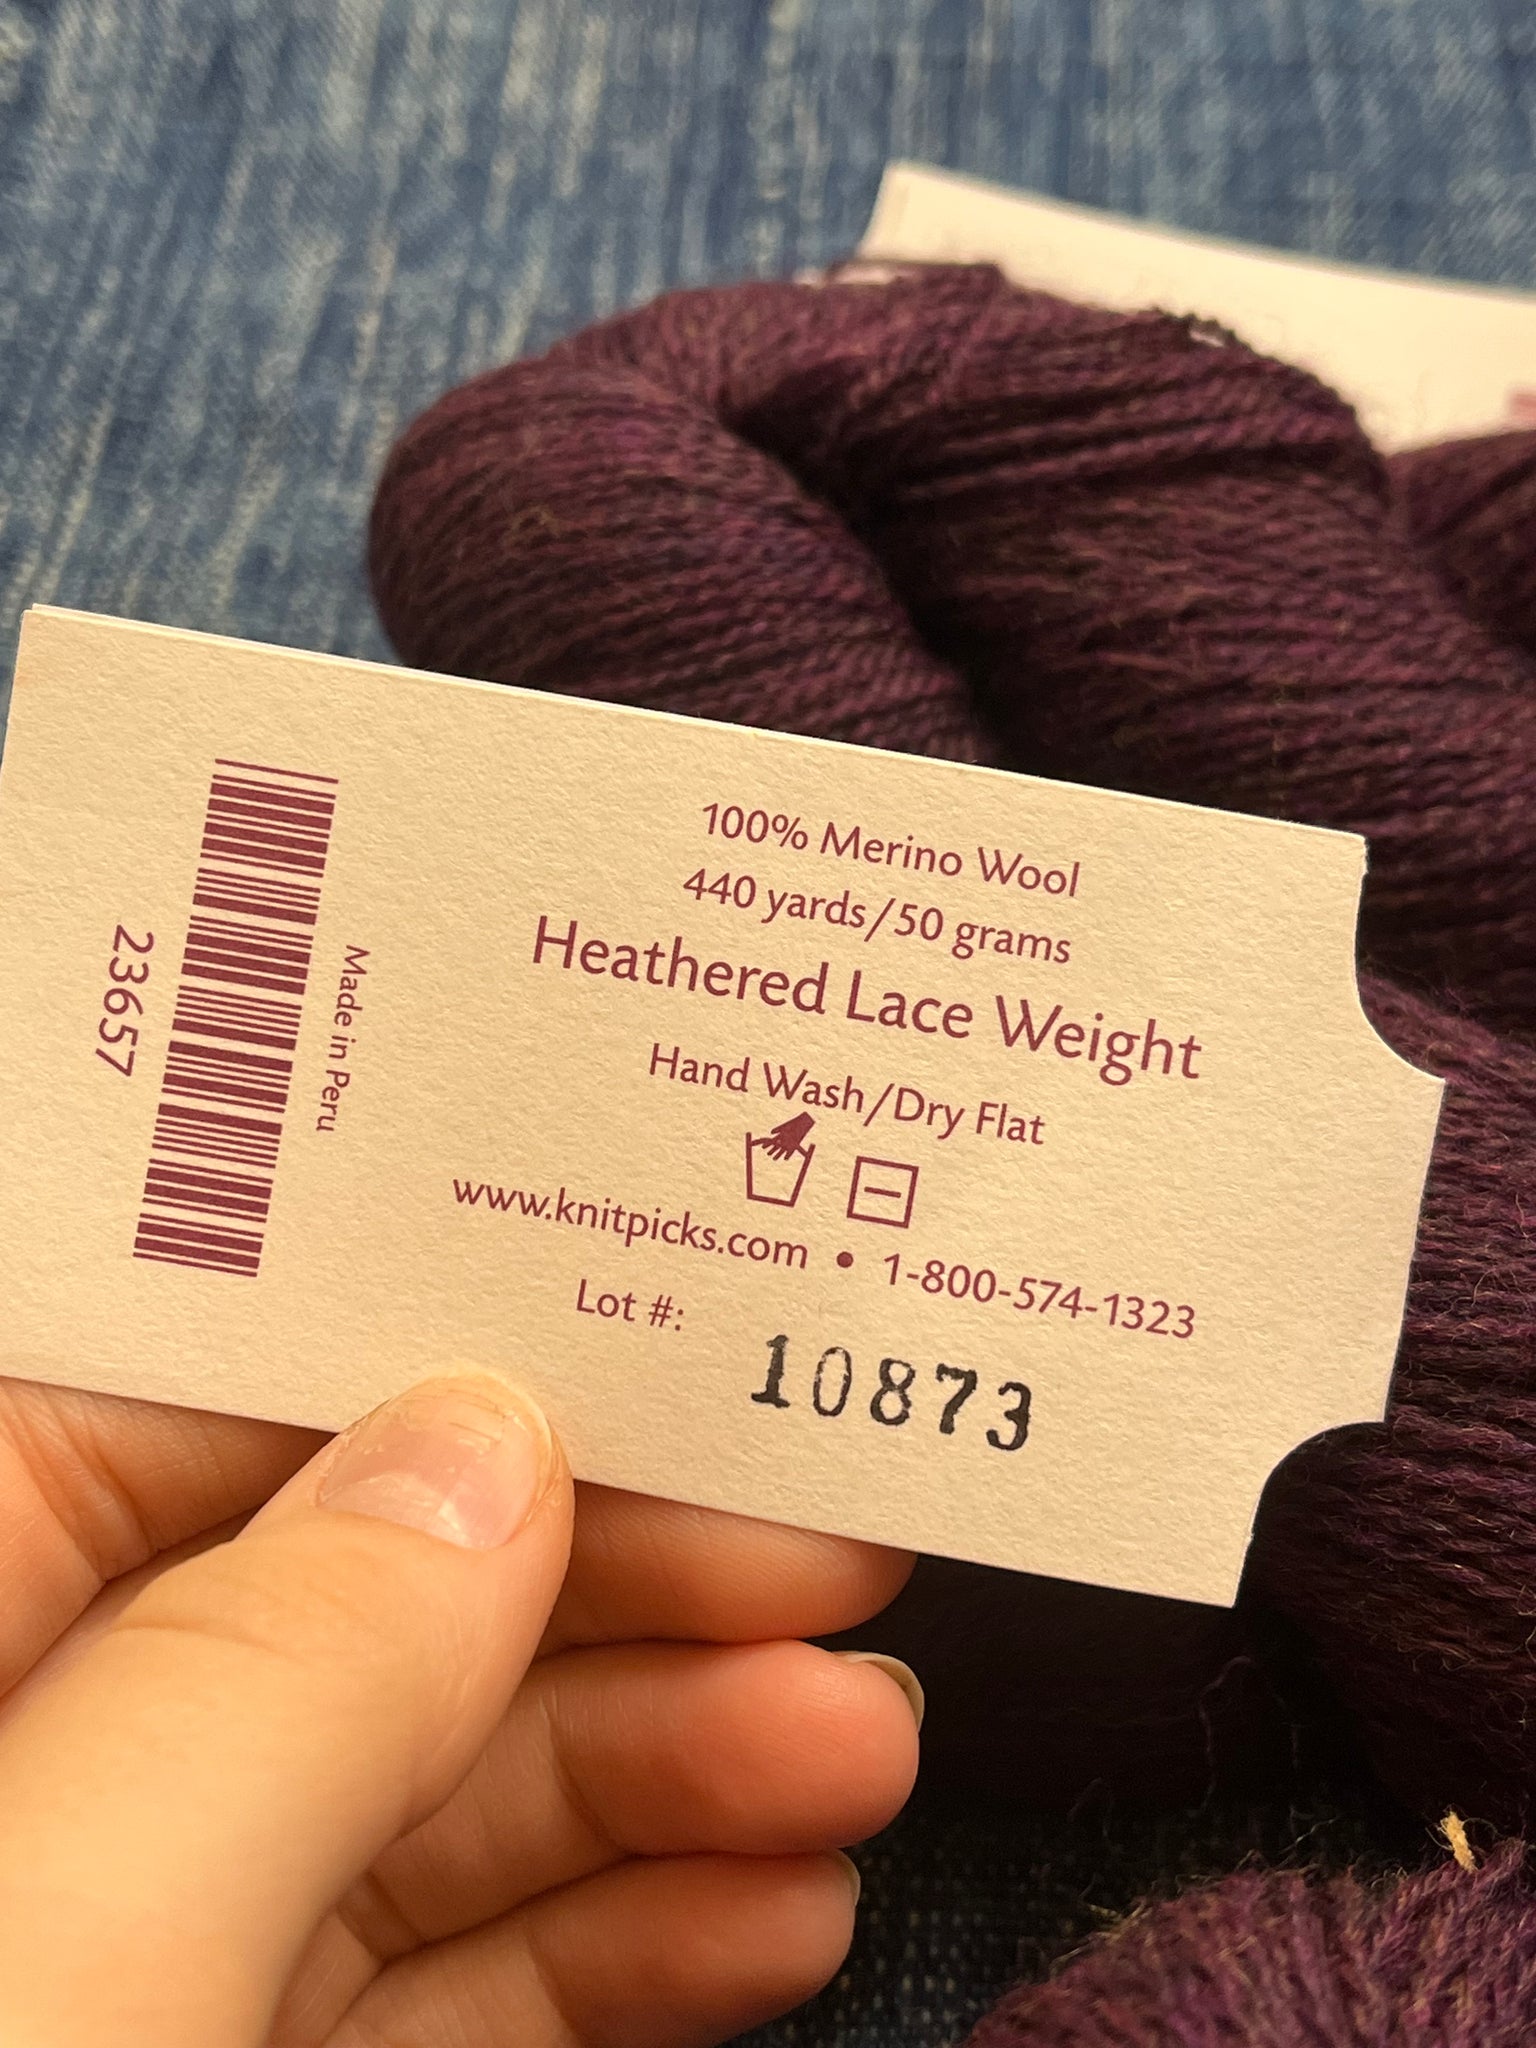 100% Merino Wool
440 yards/50 grams
Heathered Lace Weight
Hand Wash/Dry Flat
www.knitpicks.com • 1-800-574-1323
Lot #: 10873
Made in Peru
23657